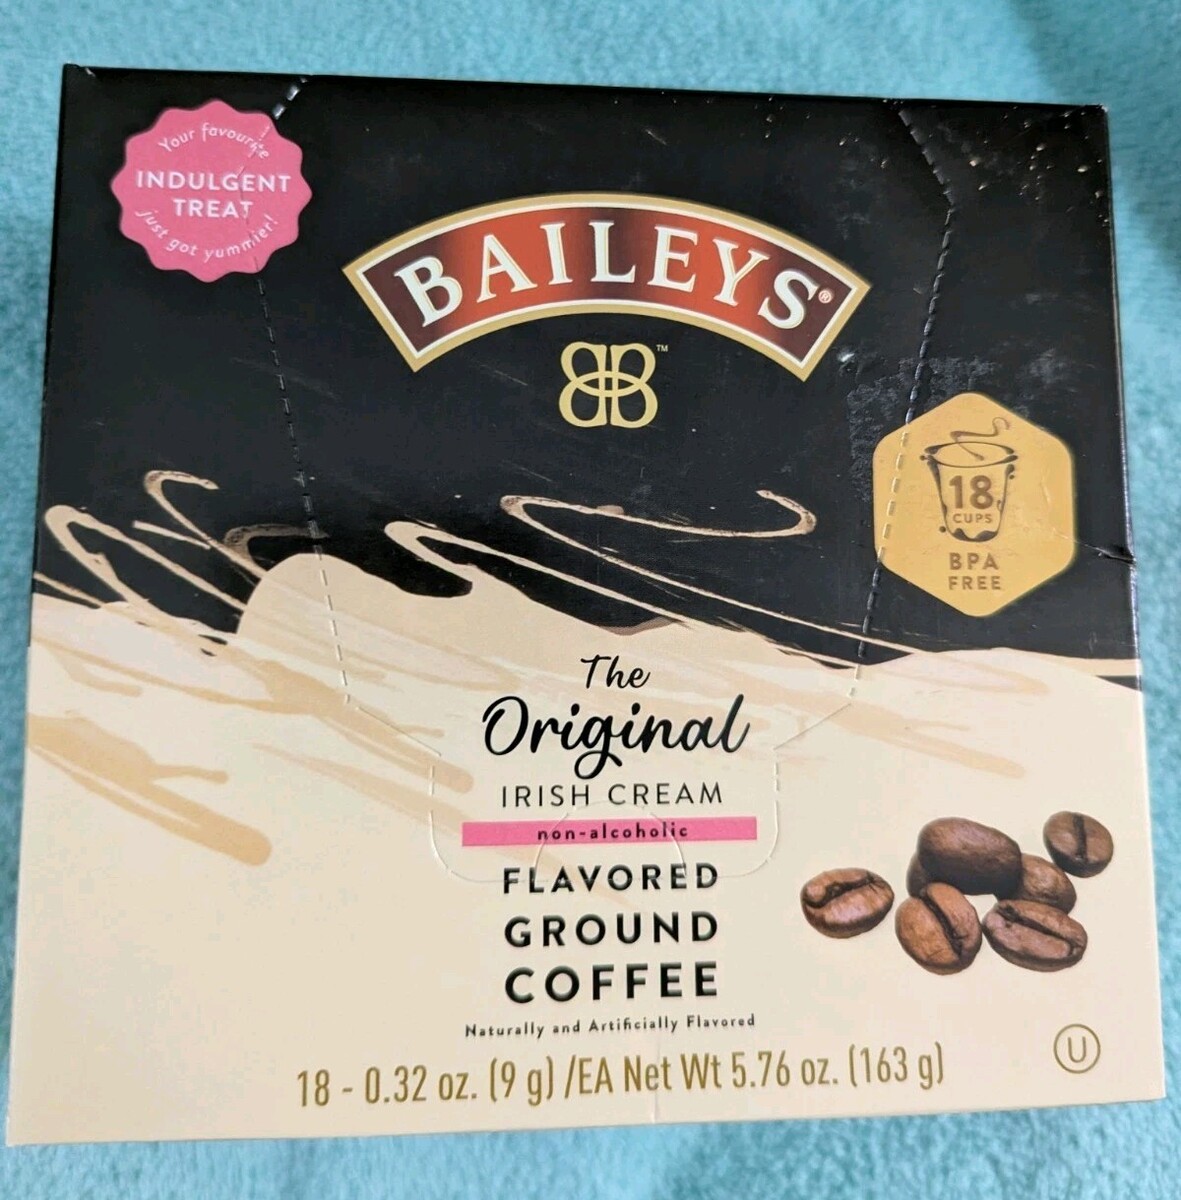 Your favourite
INDULGENT
TREAT
just got yummier!
BAILEYS®
BB™
18
CUPS
BPA
FREE
The
Original
IRISH CREAM
non-alcoholic
FLAVORED
GROUND
COFFEE
Naturally and Artificially Flavored
18 - 0.32 oz. (9 g) /EA Net Wt 5.76 oz. (163 g)
U